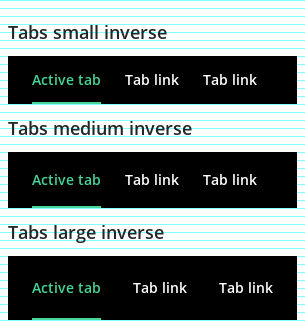 Tabs small inverse
Active tab Tab link Tab link
Tabs medium inverse
Active tab Tab link Tab link
Tabs large inverse
Active tab Tab link Tab link